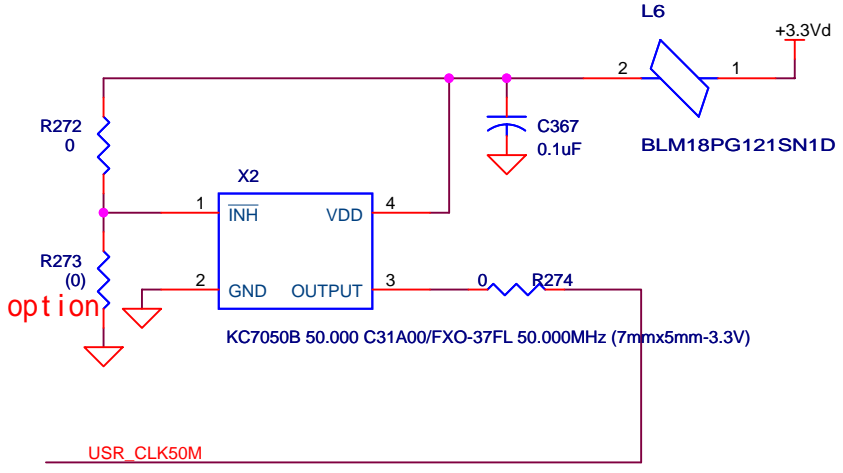 L6
+3.3Vd
2
1
R272
0
C367
0.1uF
BLM18PG121SN1D
X2
1
INH
VDD
4
R273
(0)
option
2
GND
OUTPUT
3
0
R274
KC7050B 50.000 C31A00/FXO-37FL 50.000MHz (7mmx5mm-3.3V)
USR_CLK50M